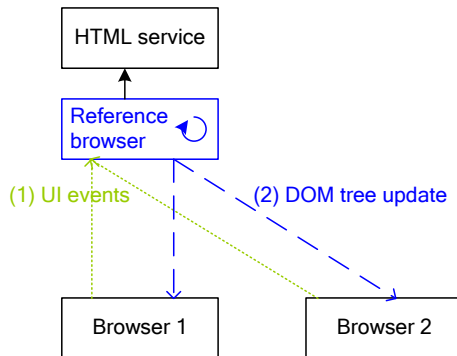 HTML service
Reference
browser
(1) UI events
(2) DOM tree update
Browser 1
Browser 2